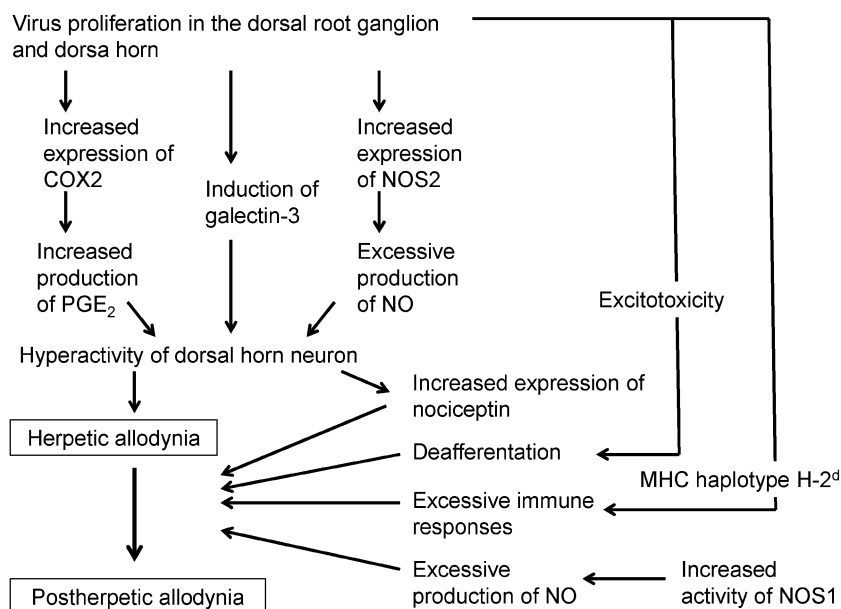 Virus proliferation in the dorsal root ganglion
and dorsa horn
Increased
expression of
COX2
Induction of
galectin-3
Increased
expression
of NOS2
Increased
production
of PGE2
Excessive
production
of NO
Excitotoxicity
Hyperactivity of dorsal horn neuron
Increased expression of
nociceptin
Herpetic allodynia
Deafferentation
MHC haplotype H-2d
Excessive immune
responses
Excessive
production of NO
Increased
activity of NOS1
Postherpetic allodynia